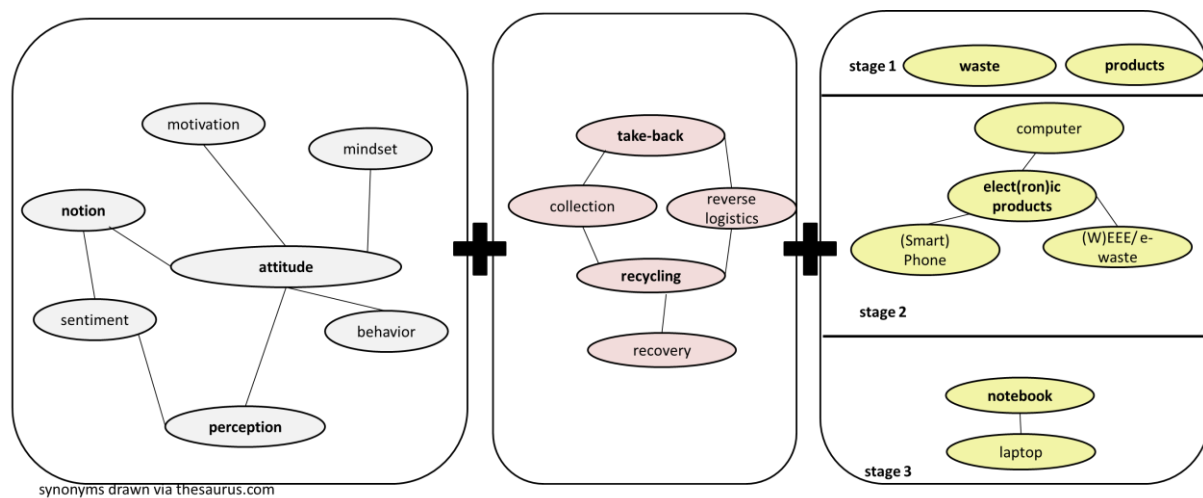 motivation
mindset
notion
attitude
sentiment
behavior
perception
synonyms drawn via thesaurus.com
take-back
collection
reverse
logistics
recycling
recovery
stage 1
waste
products
computer
elect(ron)ic
products
(Smart)
Phone
(W)EEE/ e-
waste
stage 2
notebook
laptop
stage 3